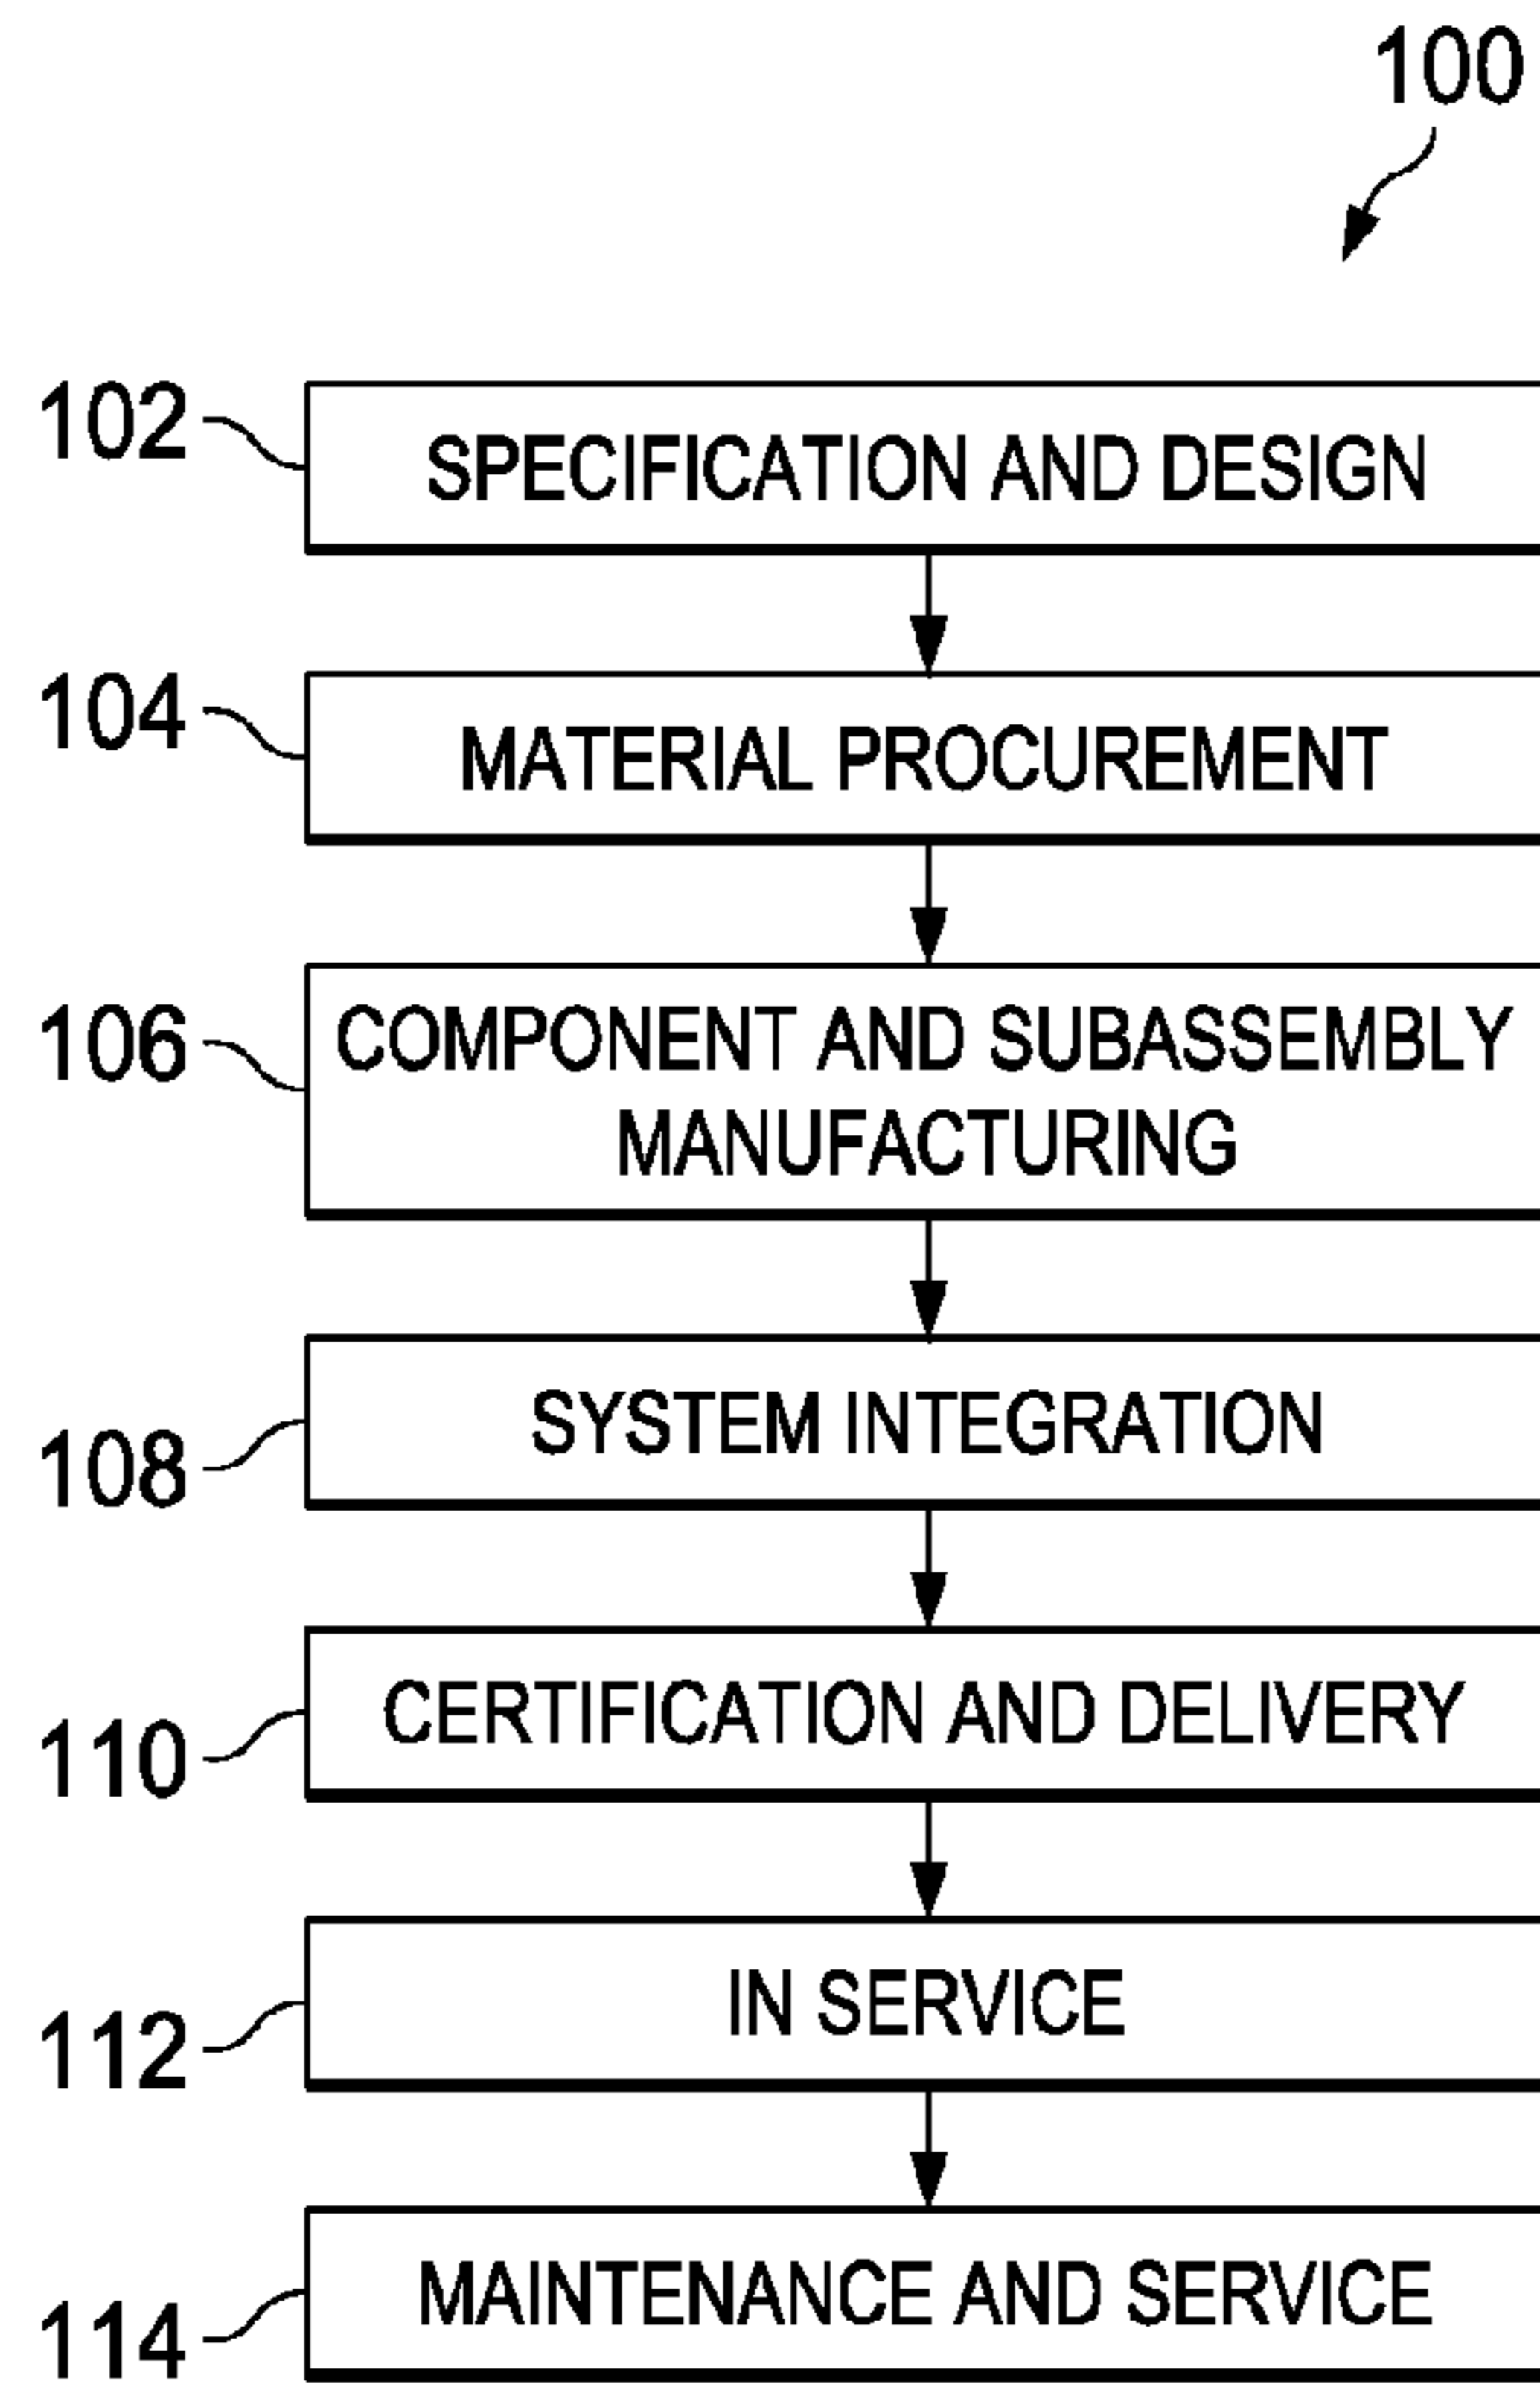 100
102
SPECIFICATION AND DESIGN
104
MATERIAL PROCUREMENT
106
COMPONENT AND SUBASSEMBLY
MANUFACTURING
108
SYSTEM INTEGRATION
110
CERTIFICATION AND DELIVERY
112
IN SERVICE
114
MAINTENANCE AND SERVICE